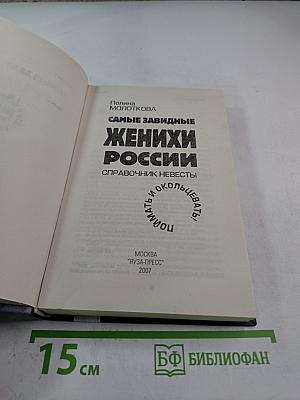 Полина
МОЛОТКОВА
САМЫЕ ЗАВИДНЫЕ
ЖЕНИХИ
РОССИИ
СПРАВОЧНИК НЕВЕСТЫ
ПОЙМАТЬ И ОКОЛЬЦЕВАТЬ!
МОСКВА
"ЯУЗА-ПРЕСС"
2007
15 см
БФ БИБЛИОФАН